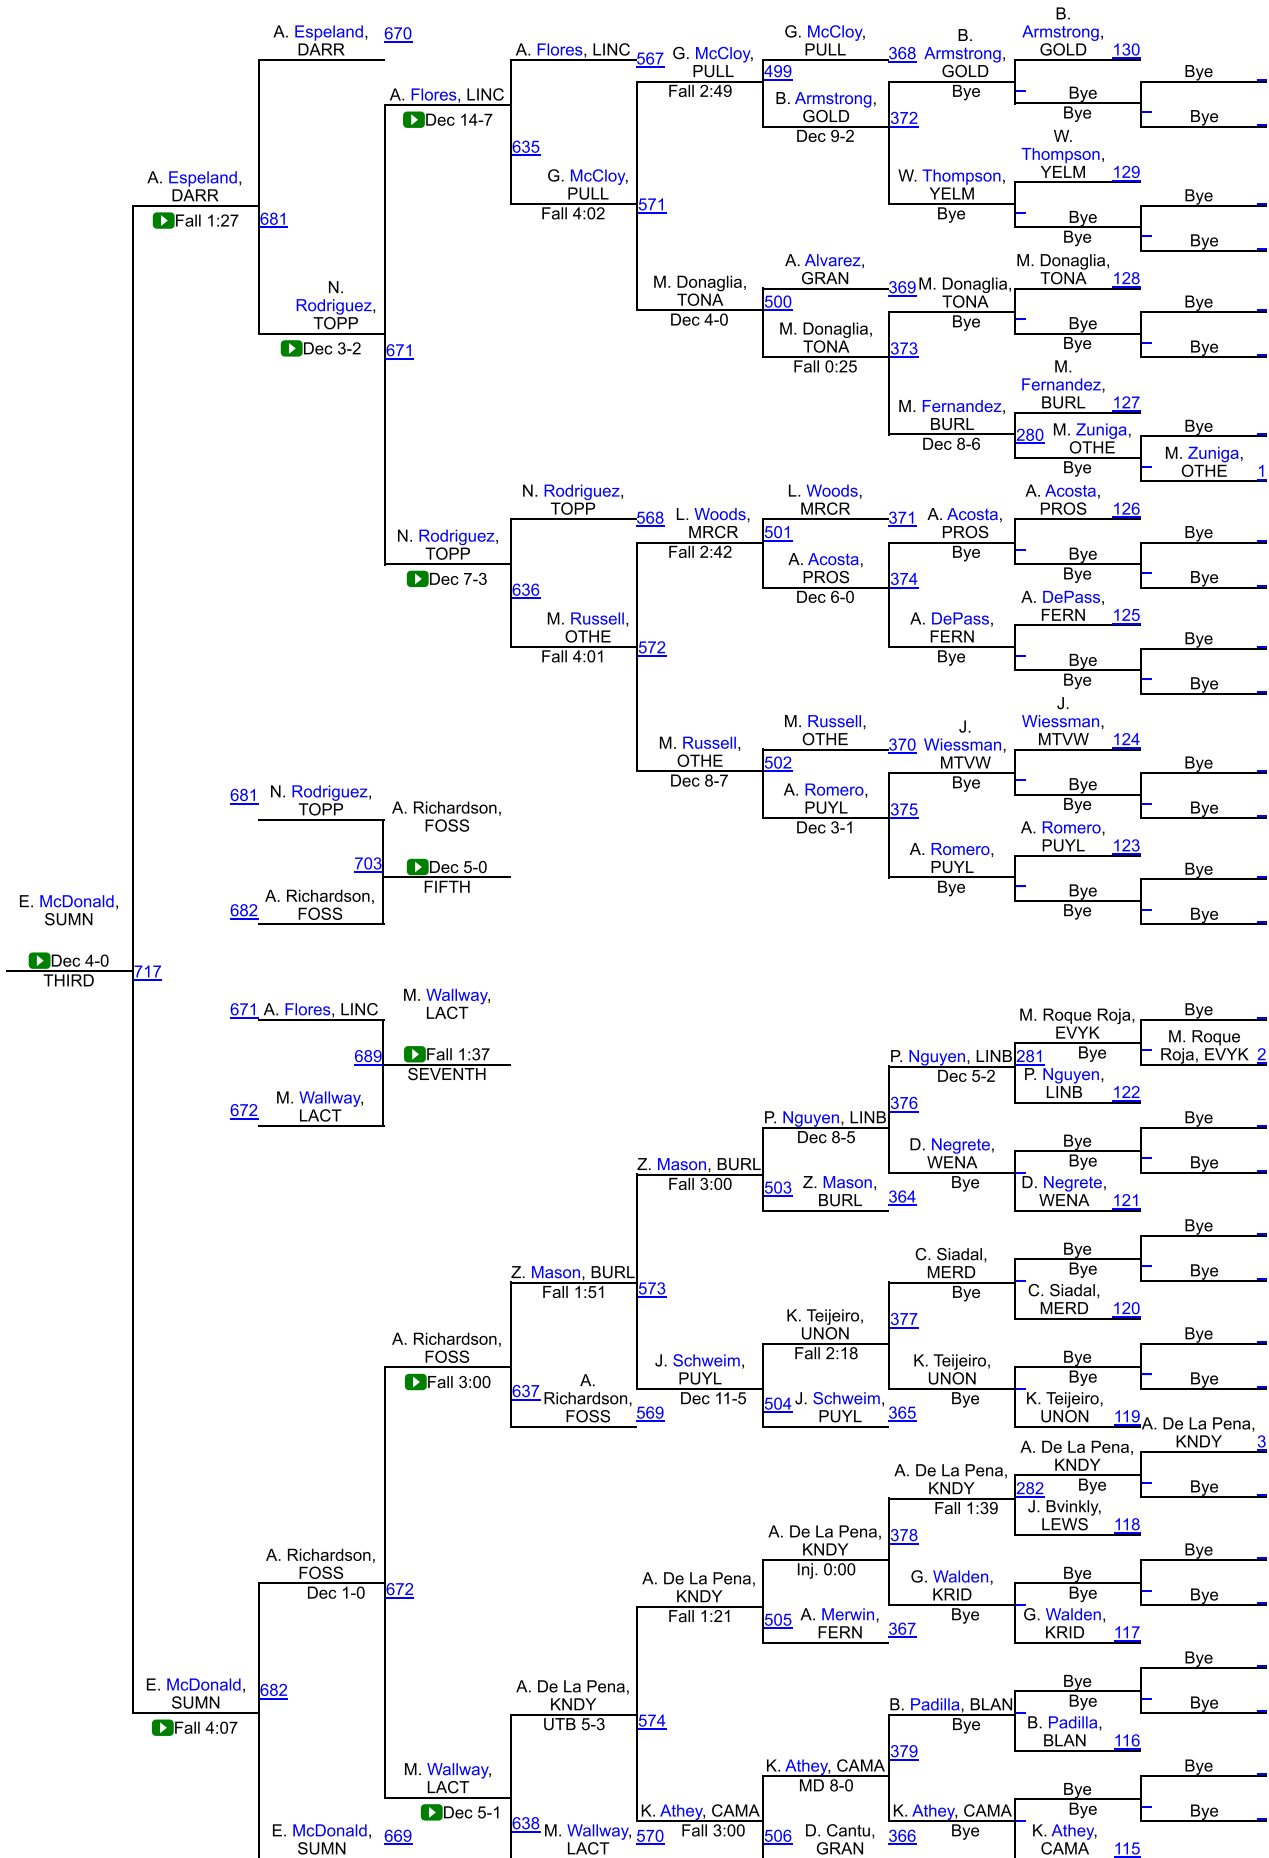 B.
Armstrong,
GOLD 130
A. Espeland,
DARR 670
G. McCloy,
PULL 368
B.
Armstrong,
GOLD
Bye
A. Flores, LINC 567
G. McCloy,
PULL
Fall 2:49
499
Bye
Bye
Bye
Bye
A. Flores, LINC
Dec 14-7
B. Armstrong,
GOLD
Dec 9-2
372
W.
Thompson,
YELM 129
635
G. McCloy,
PULL
Fall 4:02
571
W. Thompson,
YELM
Bye
Bye
Bye
Bye
Bye
A. Espeland,
DARR
Fall 1:27
681
A. Alvarez,
GRAN 369
M. Donaglia,
TONA
Bye
M. Donaglia,
TONA 128
M. Donaglia,
TONA
Dec 4-0
500
N.
Rodriguez,
TOPP
Dec 3-2
671
M. Donaglia,
TONA
Fall 0:25
373
Bye
Bye
Bye
Bye
M.
Fernandez,
BURL 127
M. Fernandez,
BURL
Dec 8-6
280
M. Zuniga,
OTHE
Bye
Bye
M. Zuniga,
OTHE 1
N. Rodriguez,
TOPP 568
L. Woods,
MRCR
Fall 2:42
L. Woods,
MRCR 371
501
A. Acosta,
PROS
Bye
A. Acosta,
PROS 126
N. Rodriguez,
TOPP
Dec 7-3
A. Acosta,
PROS
Dec 6-0
374
Bye
Bye
Bye
Bye
636
M. Russell,
OTHE
Fall 4:01
572
A. DePass,
FERN
Bye
A. DePass,
FERN 125
Bye
Bye
Bye
Bye
J.
Wiessman,
MTVW 124
M. Russell,
OTHE
Dec 8-7
M. Russell,
OTHE 370
502
J.
Wiessman,
MTVW
Bye
Bye
Bye
Bye
Bye
681
N. Rodriguez,
TOPP
A. Richardson,
FOSS
A. Romero,
PUYL
Dec 3-1
375
A. Romero,
PUYL
Bye
A. Romero,
PUYL 123
703
Dec 5-0
FIFTH
Bye
Bye
Bye
Bye
682
A. Richardson,
FOSS
E. McDonald,
SUMN
Dec 4-0
THIRD
717
671 A. Flores, LINC
M. Wallway,
LACT
689
Fall 1:37
SEVENTH
672
M. Wallway,
LACT
M. Roque Roja,
EVYK
Bye
Bye
M. Roque
Roja, EVYK 2
P. Nguyen, LINB
Dec 5-2
281
P. Nguyen,
LINB 122
376
P. Nguyen, LINB
Dec 8-5
D. Negrete,
WENA
Bye
Bye
Bye
Bye
Bye
D. Negrete,
WENA 121
Z. Mason, BURL
Fall 3:00
503
Z. Mason,
BURL 364
C. Siadal,
MERD
Bye
Bye
Bye
Bye
Bye
C. Siadal,
MERD 120
Z. Mason, BURL
Fall 1:51
573
K. Teijeiro,
UNON
Fall 2:18
377
A. Richardson,
FOSS
Fall 3:00
J. Schweim,
PUYL
Dec 11-5
K. Teijeiro,
UNON
Bye
Bye
Bye
Bye
Bye
637
A.
Richardson,
FOSS 569
504
J. Schweim,
PUYL 365
K. Teijeiro,
UNON 119
A. De La Pena,
KNDY 3
A. De La Pena,
KNDY
Bye
Bye
A. De La Pena,
KNDY
Fall 1:39
282
J. Bvinkly,
LEWS 118
A. De La Pena,
KNDY
Inj. 0:00
378
A. Richardson,
FOSS
Dec 1-0
672
A. De La Pena,
KNDY
Fall 1:21
G. Walden,
KRID
Bye
Bye
Bye
Bye
Bye
505
A. Merwin,
FERN 367
G. Walden,
KRID 117
E. McDonald,
SUMN
Fall 4:07
682
A. De La Pena,
KNDY
UTB 5-3
574
B. Padilla, BLAN
Bye
Bye
Bye
Bye
Bye
B. Padilla,
BLAN 116
M. Wallway,
LACT
Dec 5-1
K. Athey, CAMA
MD 8-0
379
K. Athey, CAMA
Fall 3:00
K. Athey, CAMA
Bye
Bye
Bye
Bye
Bye
E. McDonald,
SUMN 669
638
M. Wallway,
LACT 570
506
D. Cantu,
GRAN 366
K. Athey,
CAMA 115